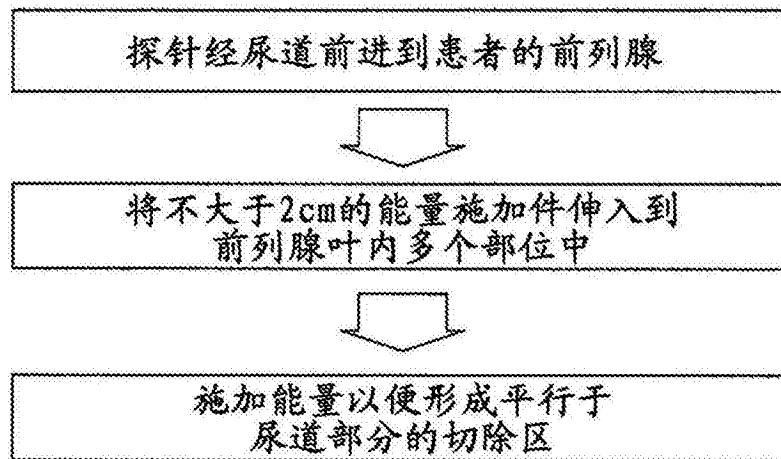 探针经尿道前进到患者的前列腺
将不大于2cm的能量施加件伸入到
前列腺叶内多个部位中
施加能量以便形成平行于
尿道部分的切除区